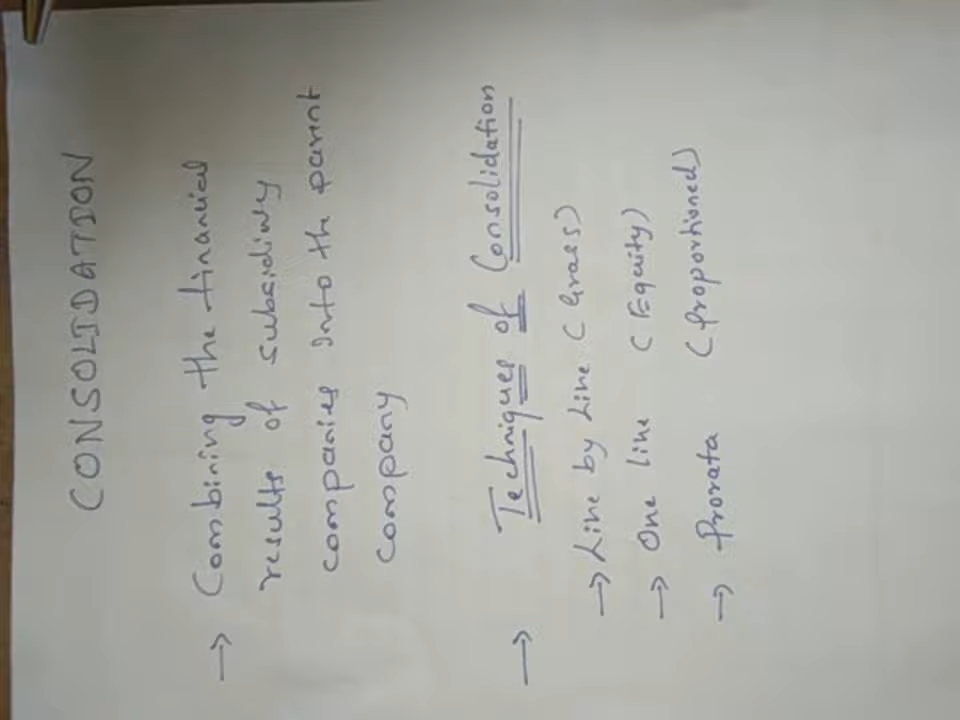 CONSOLIDATION
→ Combining the financial
results of subsidiary
companies into the parent
company
→ Techniques of Consolidation
→ Line by Line (Gross)
→ One line (Equity)
→ Prorata (Proportioned)